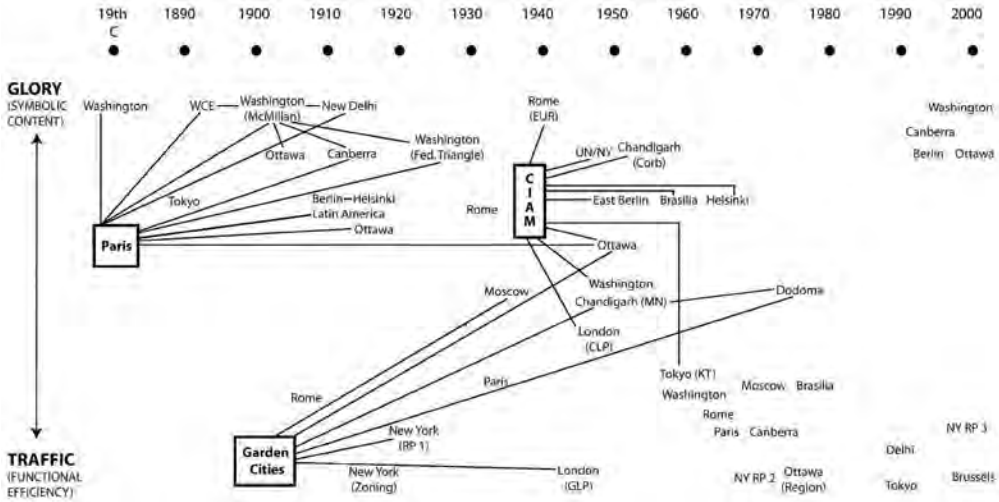 19th C 1890 1900 1910 1920 1930 1940 1950 1960 1970 1980 1990 2000
GLORY
(SYMBOLIC
CONTENT)
Washington
WCE
Washington
(McMillan)
New Delhi
Ottawa
Canberra
Washington
(Fed. Triangle)
Tokyo
Berlin
Helsinki
Latin America
Ottawa
Paris
Rome
Rome
(EUR)
CIAM
UN/NY
Chandigarh
(Corb)
East Berlin
Brasilia
Helsinki
Ottawa
Washington
Canberra
Berlin
Ottawa
Moscow
Washington
Chandigarh (MN)
Dodoma
London
(CLP)
Rome
Paris
Tokyo (KT)
Washington
Moscow
Brasilia
Rome
Paris
Canberra
Garden
Cities
New York
(RP 1)
New York
(Zoning)
London
(GLP)
NY RP 2
Ottawa
(Region)
Delhi
Tokyo
NY RP 3
Brussels
TRAFFIC
(FUNCTIONAL
EFFICIENCY)